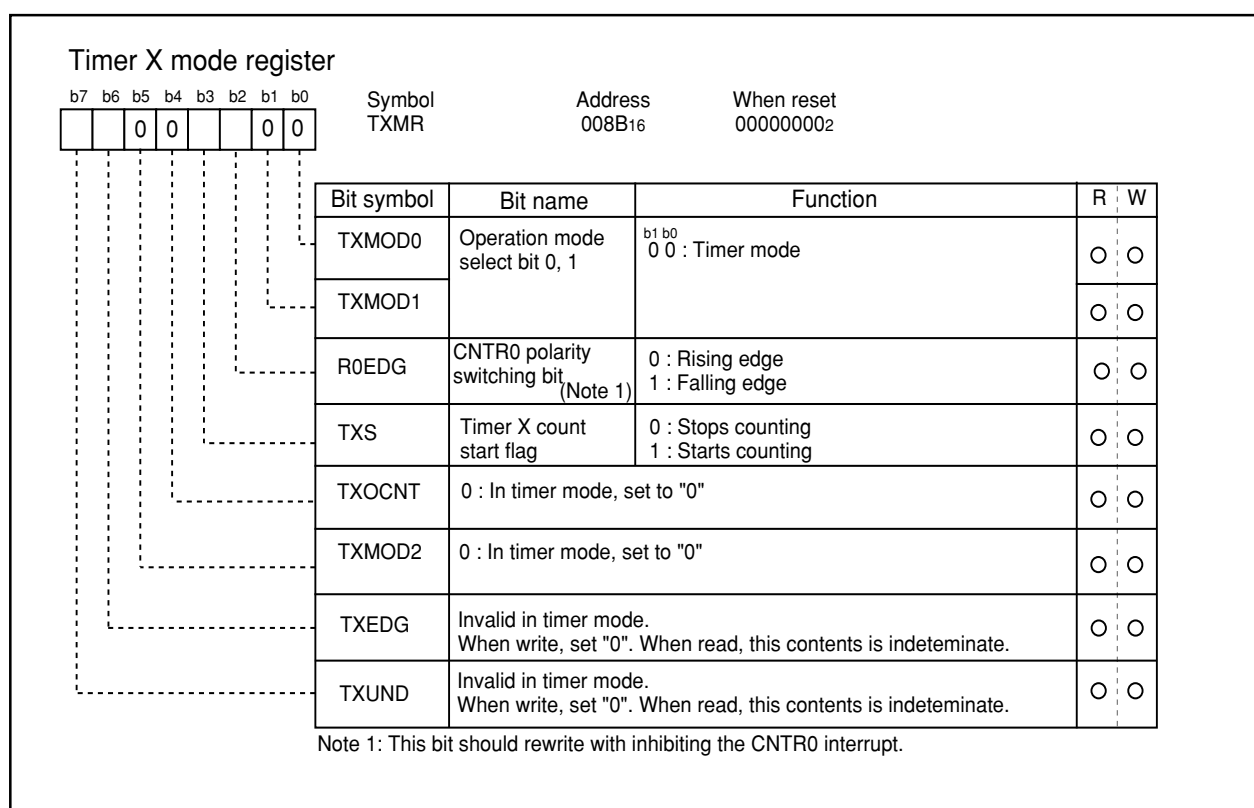 Timer X mode register
b7 b6 b5 b4 b3 b2 b1 b0
0 0 0 0
Symbol Address When reset
TXMR 008B16 000000002
Bit symbol Bit name Function R W
TXMOD0 Operation mode select bit 0, 1 b1 b0
0 0 : Timer mode
TXMOD1
R0EDG CNTR0 polarity switching bit (Note 1) 0 : Rising edge
1 : Falling edge
TXS Timer X count start flag 0 : Stops counting
1 : Starts counting
TXOCNT 0 : In timer mode, set to "0"
TXMOD2 0 : In timer mode, set to "0"
TXEDG Invalid in timer mode.
When write, set "0". When read, this contents is indeteminate.
TXUND Invalid in timer mode.
When write, set "0". When read, this contents is indeteminate.
Note 1: This bit should rewrite with inhibiting the CNTR0 interrupt.